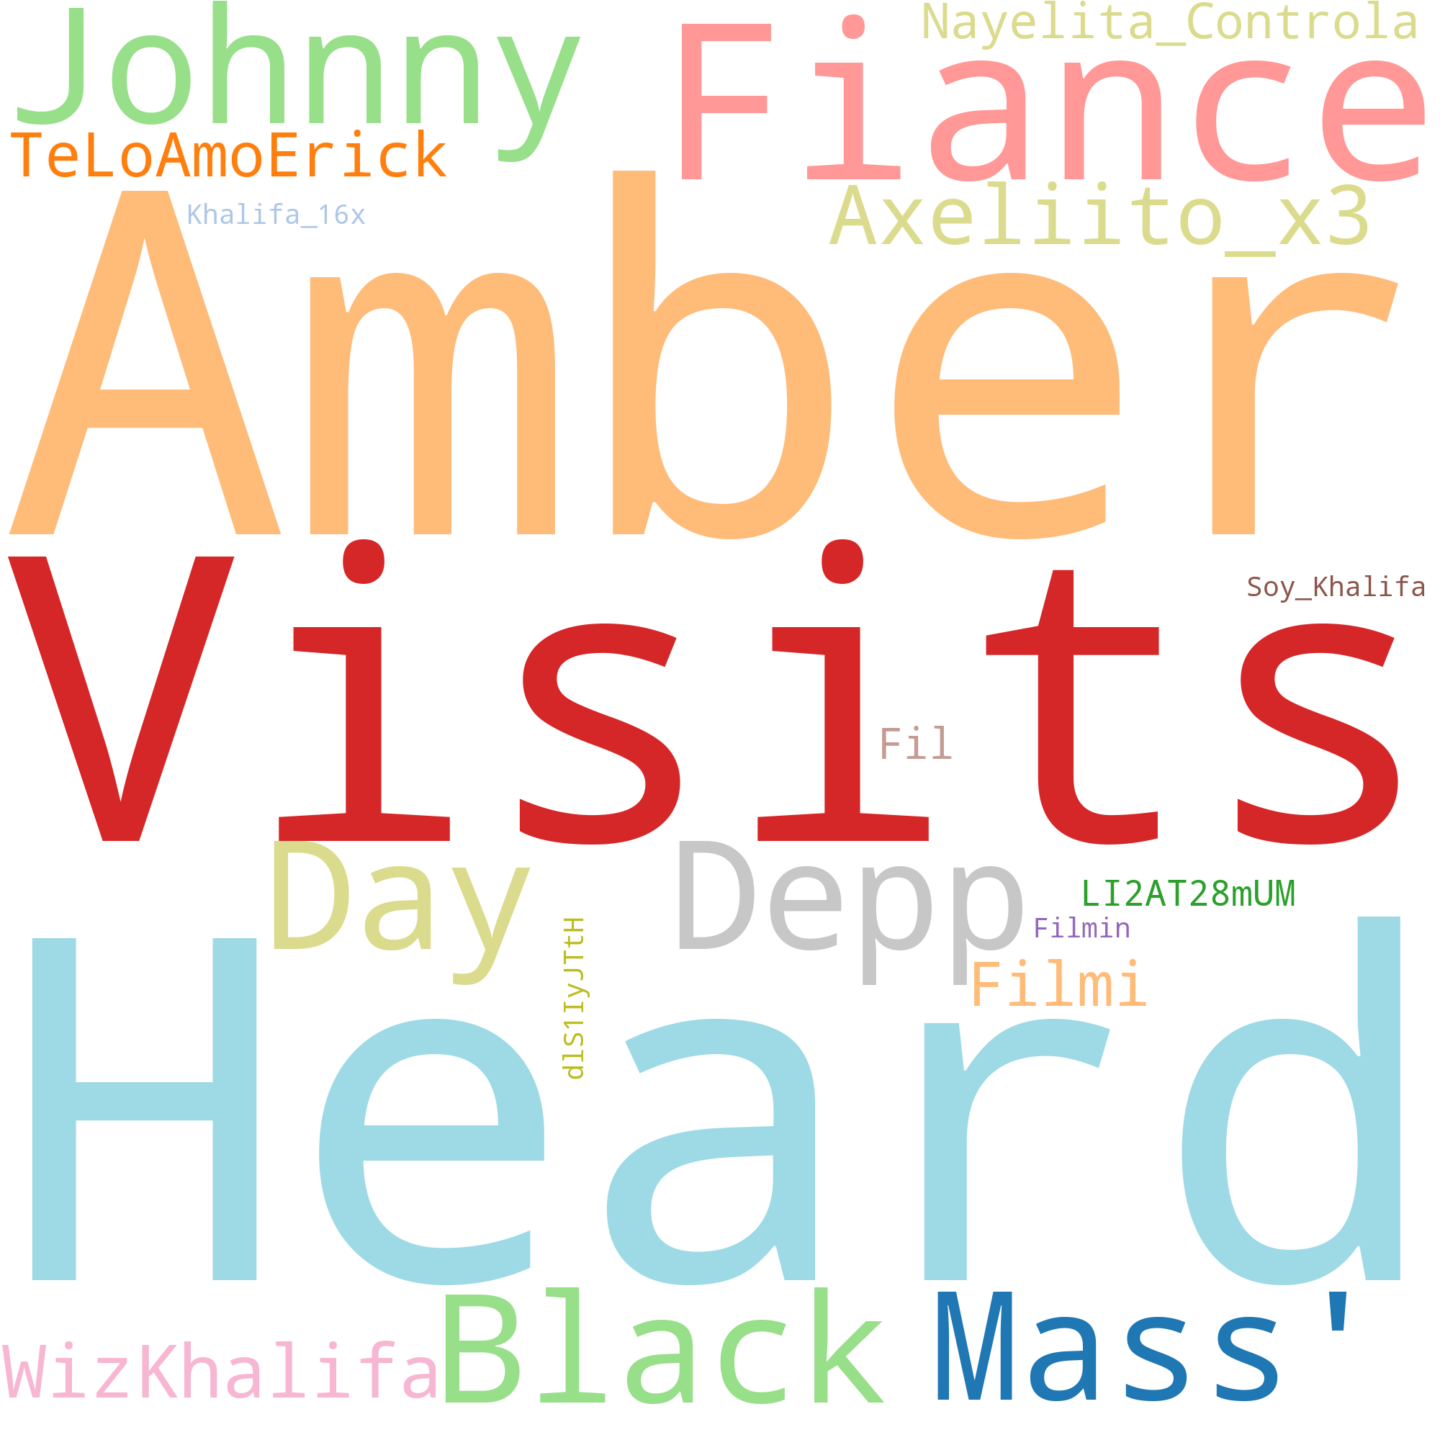 Johnny
Fiance
Nayelita_Controla
TeLoAmoErick
Khalifa_16x
Axeliito_x3
Amber
Visits
Soy_Khalifa
Fil
Day
Depp
LI2AT28mUM
Filmin
Filmi
dlS1IyJTtH
Heard
WizKhalifa
Black
Mass'